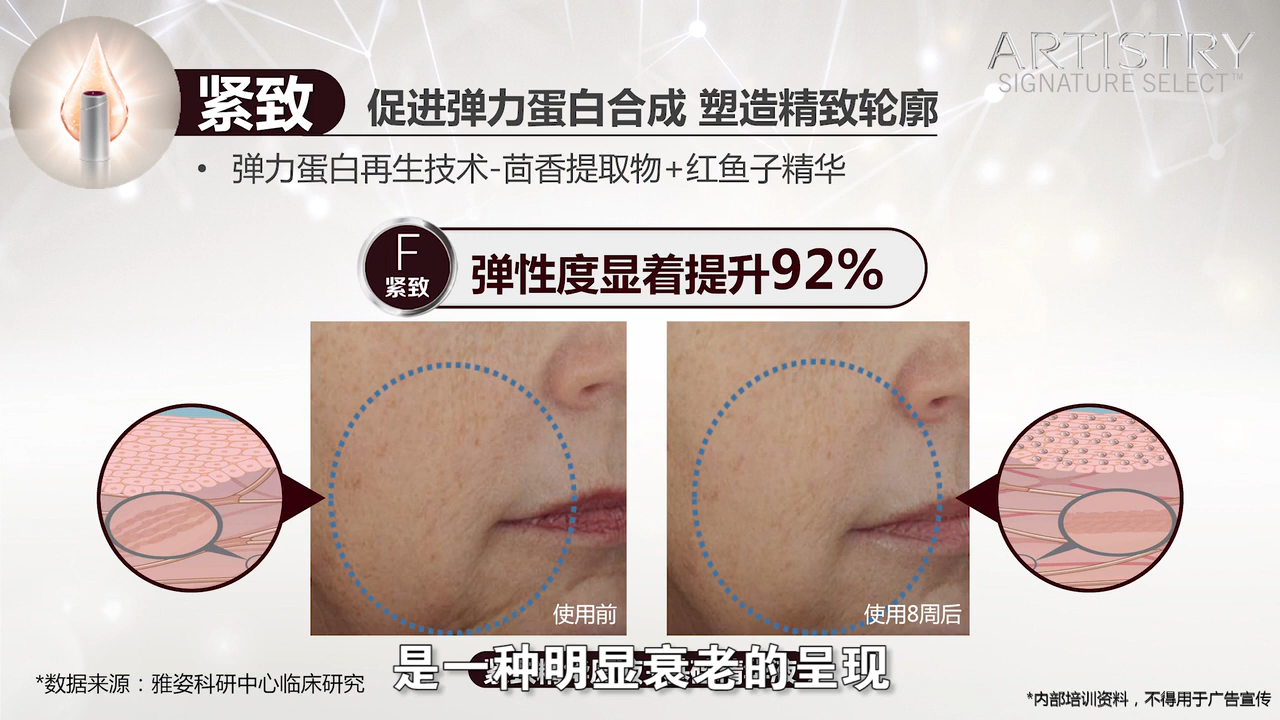 ARTISTRY
SIGNATURE SELECT™
紧致
促进弹力蛋白合成 塑造精致轮廓
• 弹力蛋白再生技术-茴香提取物+红鱼子精华
F
紧致
弹性度显着提升92%
使用前
使用8周后
是一种明显衰老的呈现
*数据来源：雅姿科研中心临床研究
*内部培训资料，不得用于广告宣传